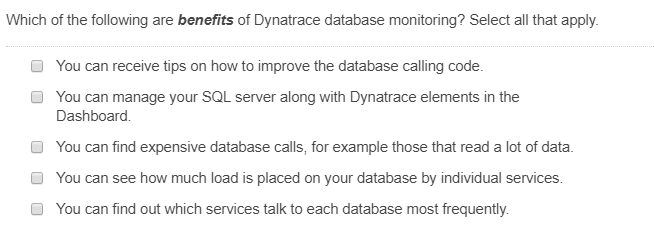 Which of the following are benefits of Dynatrace database monitoring? Select all that apply.
You can receive tips on how to improve the database calling code.
You can manage your SQL server along with Dynatrace elements in the
Dashboard.
You can find expensive database calls, for example those that read a lot of data.
You can see how much load is placed on your database by individual services.
You can find out which services talk to each database most frequently.